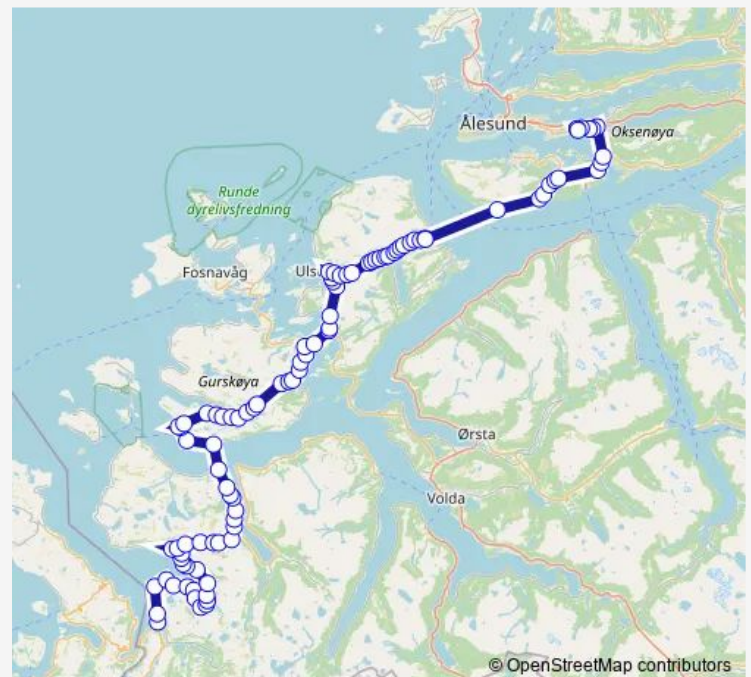 Ålesund
Oksenøya
Runde
dyrelivsfredning
Fosnavåg
Gurskøya
Ørsta
Volda
© OpenStreetMap contributors